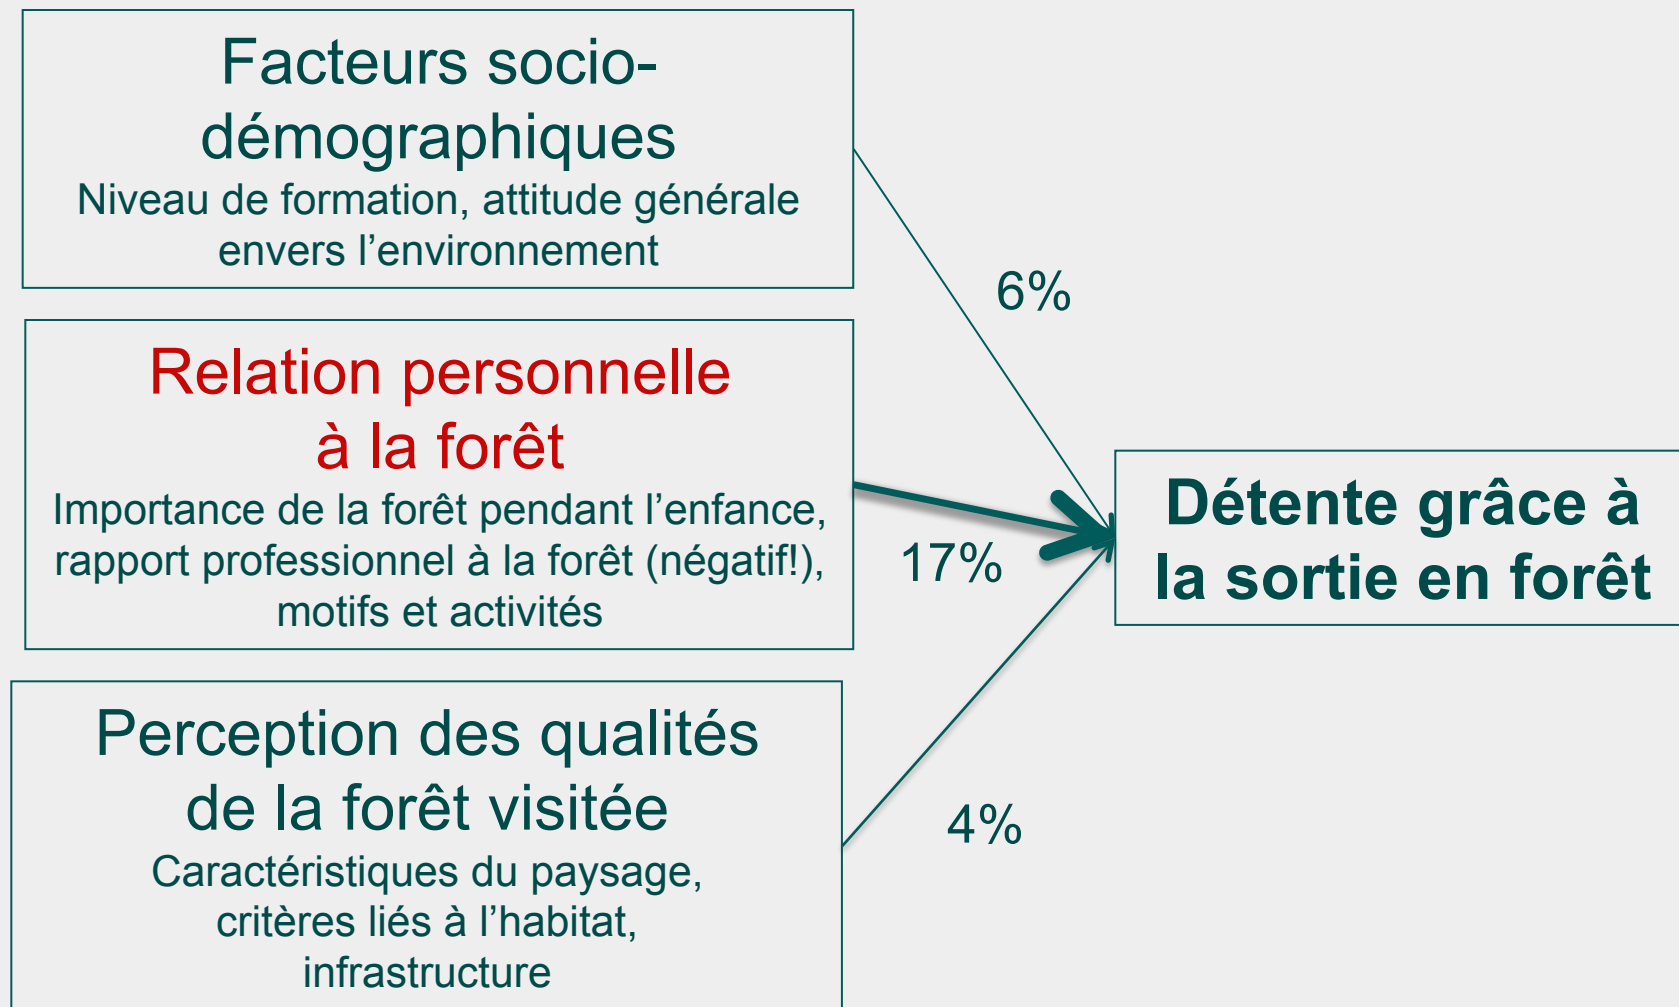 Facteurs socio-
démographiques
Niveau de formation, attitude générale
envers l’environnement
6%
Relation personnelle
à la forêt
Importance de la forêt pendant l’enfance,
rapport professionnel à la forêt (négatif!),
motifs et activités
17%
Détente grâce à
la sortie en forêt
Perception des qualités
de la forêt visitée
Caractéristiques du paysage,
critères liés à l’habitat,
infrastructure
4%